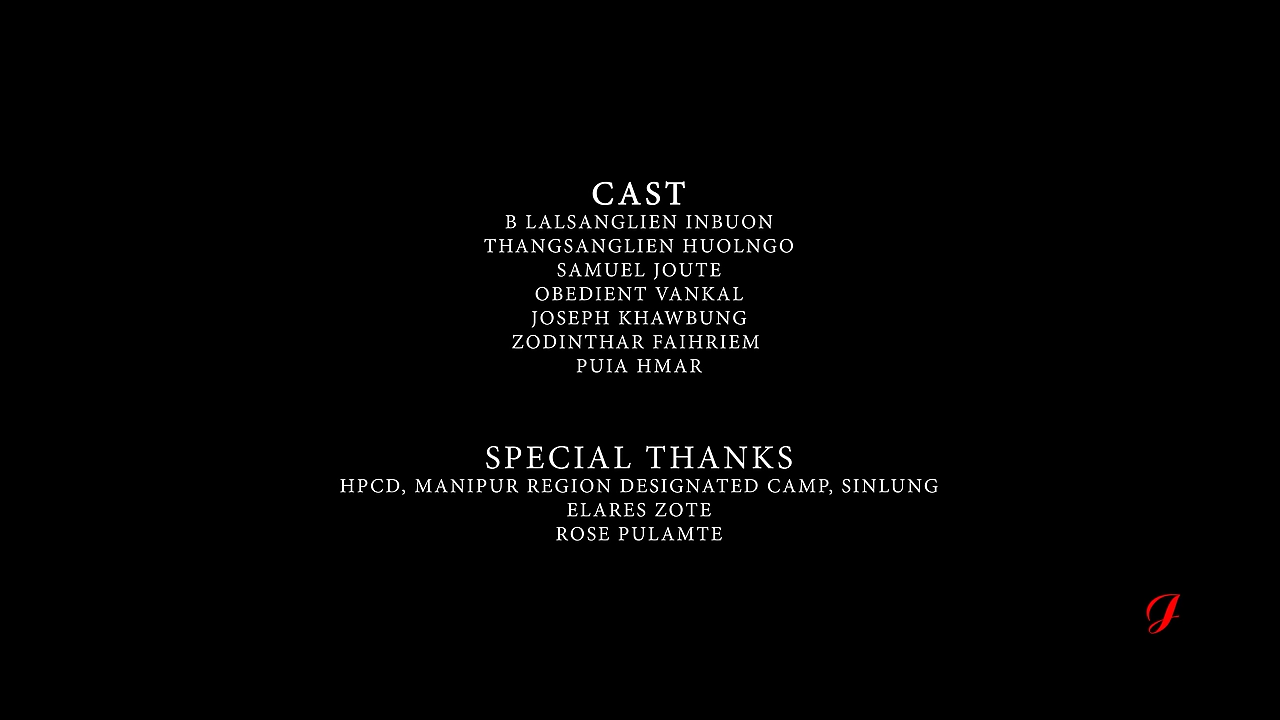 CAST
B LALSANGLIEN INBUON
THANGSANGLIEN HUOLNGO
SAMUEL JOUTE
OBEDIENT VANKAL
JOSEPH KHAWBUNG
ZODINTHAR FAIHRIEM
PUIA HMAR
SPECIAL THANKS
HPCD, MANIPUR REGION DESIGNATED CAMP, SINLUNG
ELARES ZOTE
ROSE PULAMTE
J